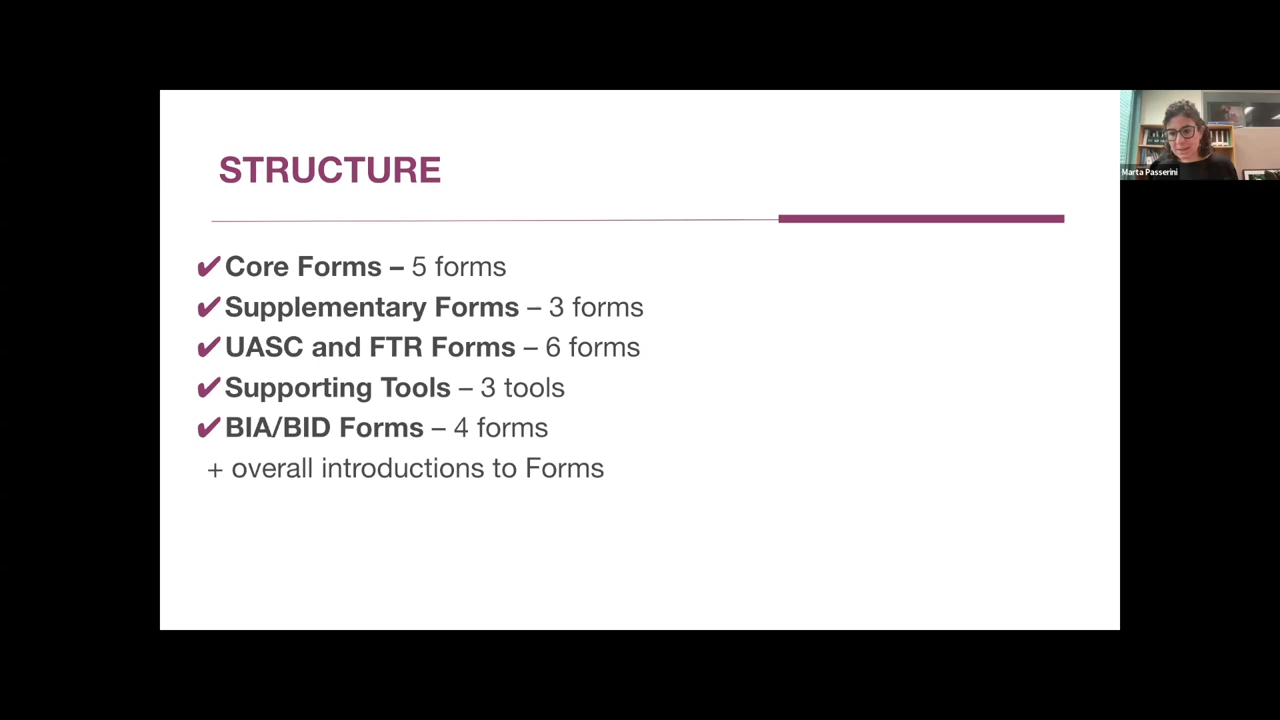 STRUCTURE
✔Core Forms – 5 forms
✔Supplementary Forms – 3 forms
✔UASC and FTR Forms – 6 forms
✔Supporting Tools – 3 tools
✔BIA/BID Forms – 4 forms
+ overall introductions to Forms
Marta Passerini